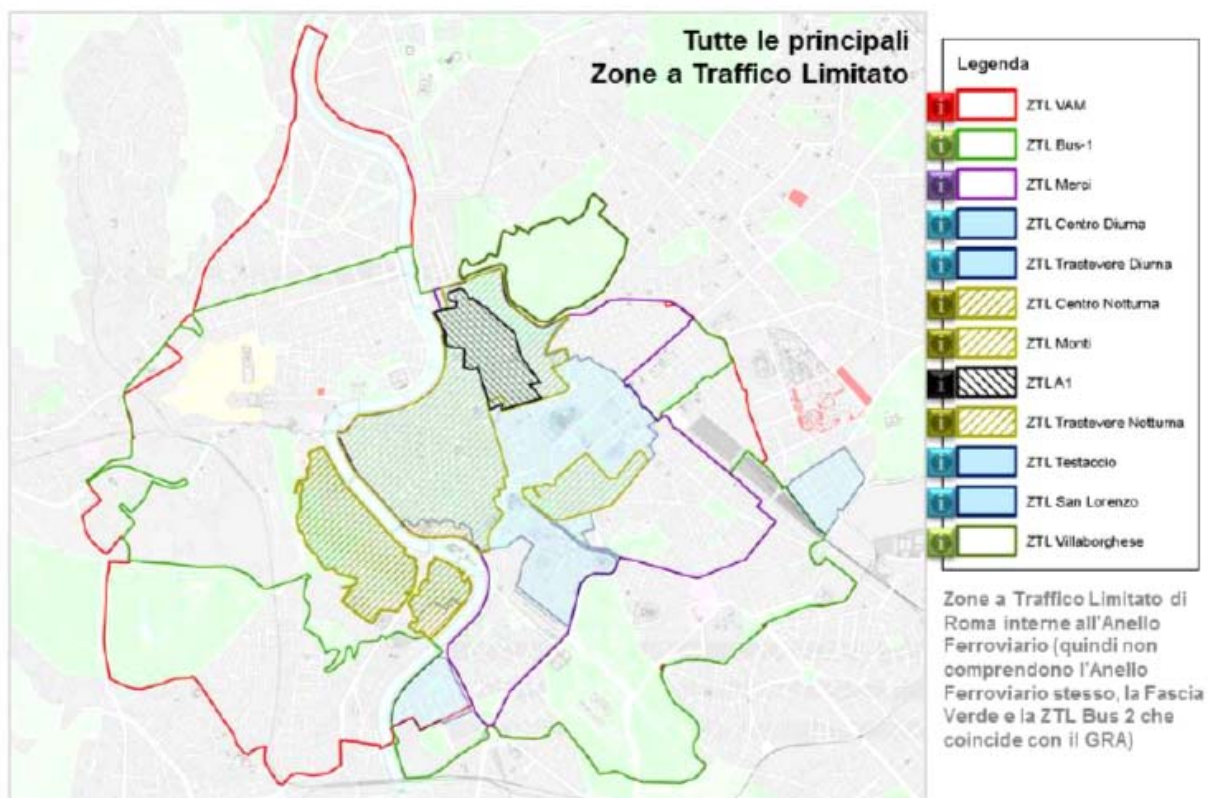 Tutte le principali
Zone a Traffico Limitato
Legenda
ZTL VAM
ZTL Bus-1
ZTL Merci
ZTL Centro Diurna
ZTL Trastevere Diurna
ZTL Centro Notturna
ZTL Monti
ZTL A1
ZTL Trastevere Notturna
ZTL Testaccio
ZTL San Lorenzo
ZTL Villaborghese
Zone a Traffico Limitato di
Roma interne all'Anello
Ferroviario (quindi non
comprendono l'Anello
Ferroviario stesso, la Fascia
Verde e la ZTL Bus 2 che
coincide con il GRA)